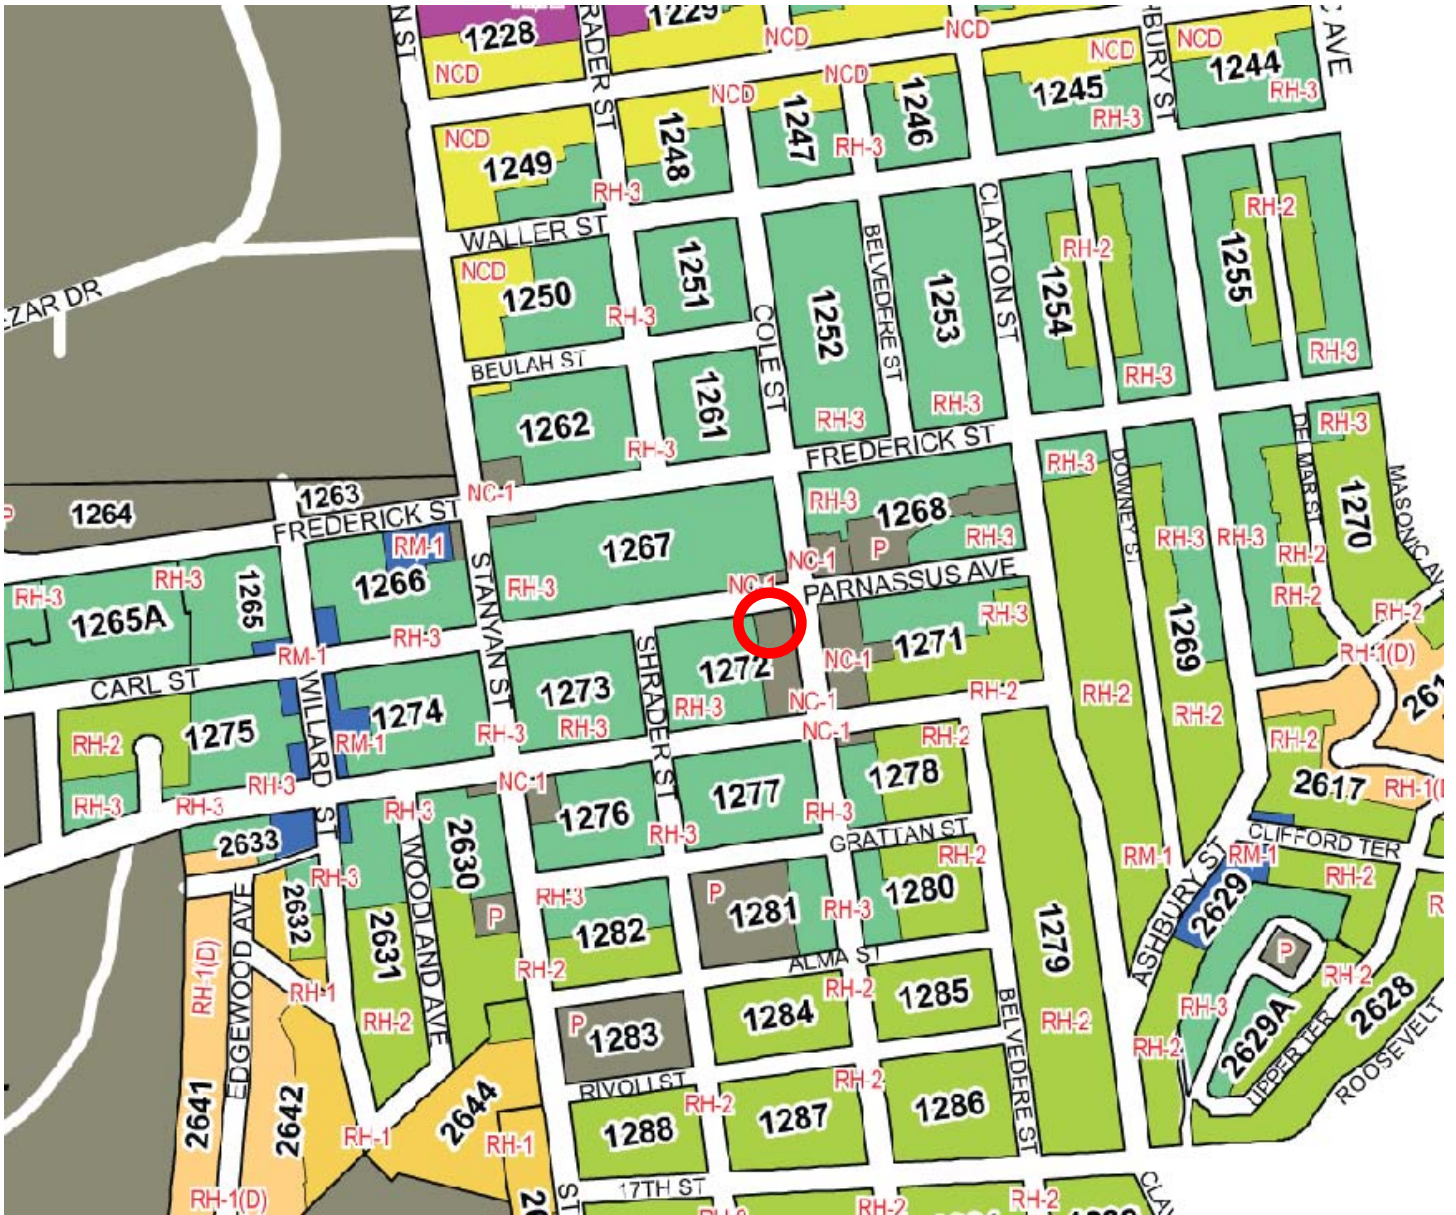 1228
1229
NCD
NCD
NCD
NCD
1244
RH-3
NCD
NCD
NCD
1245
RH-3
1246
1247
RH-3
1248
NCD
1249
RH-3
WALLER ST
NCD
1250
1251
RH-3
BELVEDERE ST
CLAYTON ST
1252
1253
1254
RH-2
1255
RH-2
RH-3
RH-3
BEULAH ST
COLE ST
1262
1261
RH-3
RH-3
RH-3
RH-3
FREDERICK ST
NC-1
1264
1263
FREDERICK ST
RH-3
1268
P
RH-3
RH-3
DOWNEY ST
DELMAR ST
1270
RH-3
RH-3
RH-2
RH-2
RH-2
RH-1(D)
RM-1
1266
RH-3
1265
1265A
RH-3
RH-3
RM-1
CARL ST
STANYAN ST
1267
RH-3
NC-1
NC-1
PARNASSUS AVE
RH-3
1271
NC-1
RH-2
1272
RH-3
NC-1
NC-1
SHRADER ST
1273
RH-3
RH-3
1274
RM-1
WILLARD ST
1275
RH-2
RH-3
RH-3
RH-3
1269
RH-2
RH-2
RH-2
2617
CLIFFORD TER
RM-1
RM-1
RH-2
ASHBURY ST
2629
NC-1
1276
RH-3
1277
RH-3
1278
RH-2
GRATTAN ST
RH-2
2633
RH-3
RH-3
WOODLAND AVE
2630
P
2632
2631
RH-2
RH-1
EDGEWOOD AVE
RH-1(D)
2641
2642
RH-1(D)
RH-1
2644
RH-1
RH-3
1282
RH-2
P
1281
RH-3
1280
ALMA ST
RH-2
1279
RH-2
P
1283
1284
1285
RIVOLI ST
RH-2
RH-2
1288
1287
1286
BELVEDERE ST
17TH ST
RH-2
RH-2
RH-3
P
RH-2
RH-2
2629A
UPPER TER
2628
ROOSEVELT